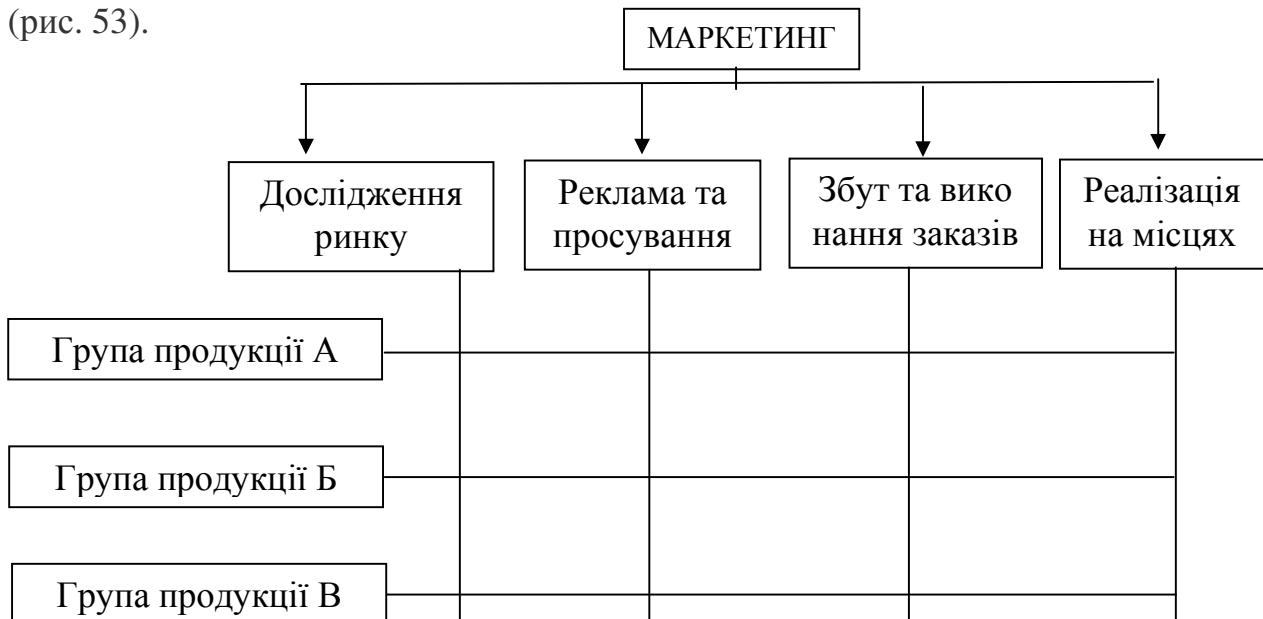 (рис. 53).
МАРКЕТИНГ
Дослідження
ринку
Реклама та
просування
Збут та вико
нання заказів
Реалізація
на місцях
Група продукції А
Група продукції Б
Група продукції В